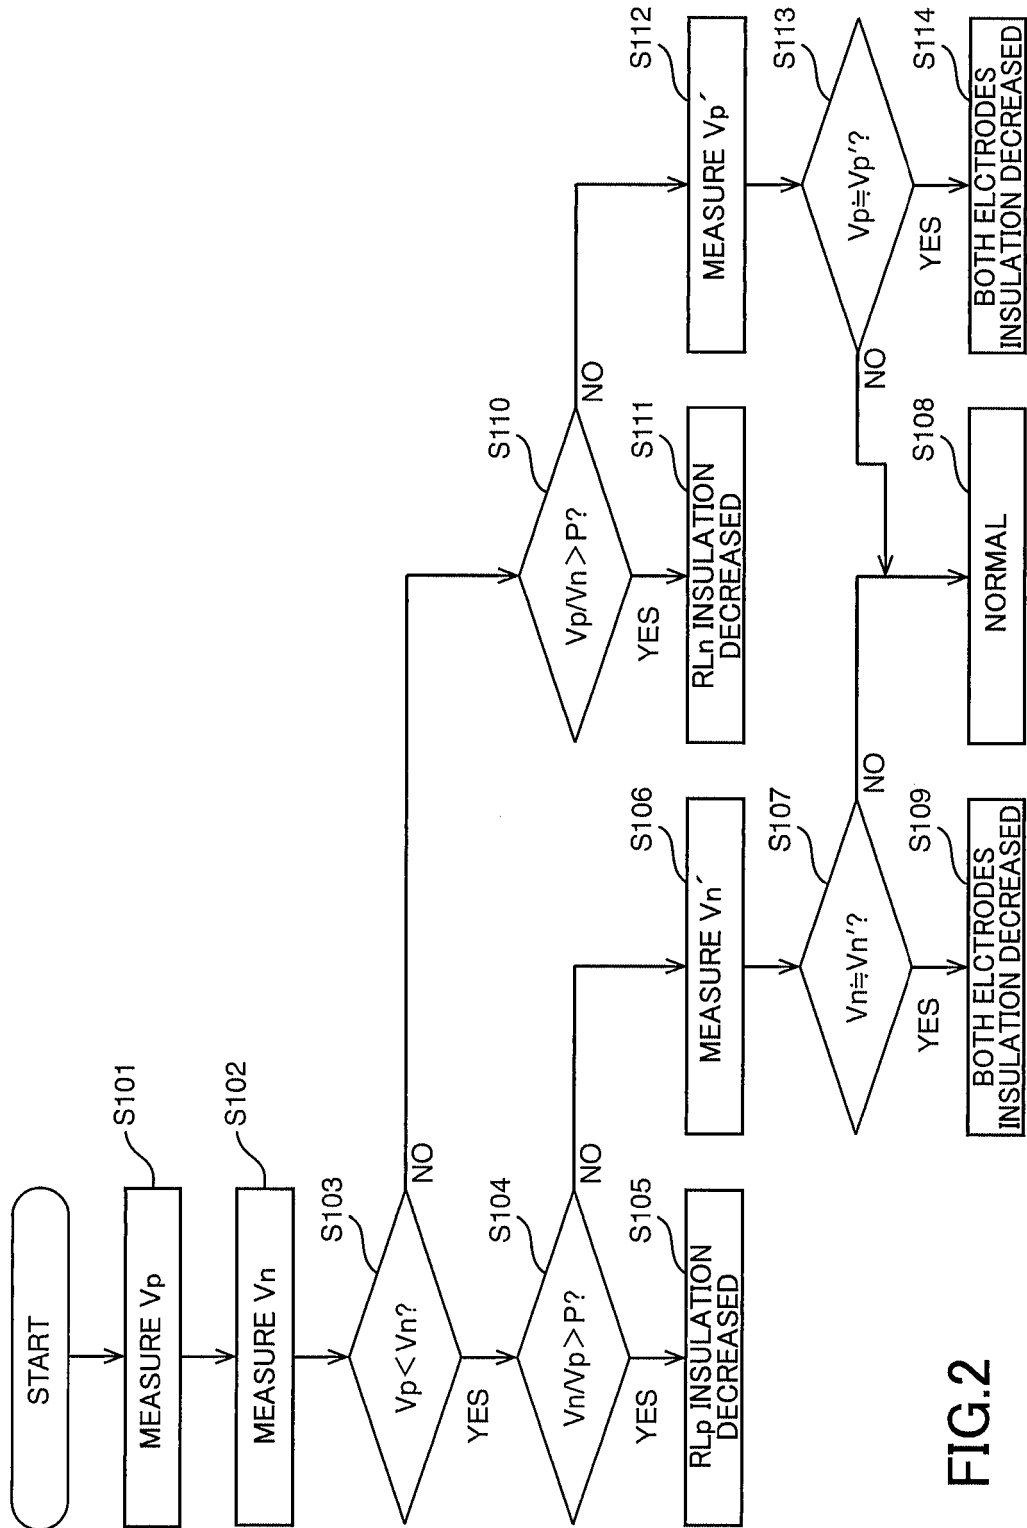 START
S101
MEASURE Vp
S102
MEASURE Vn
S103
Vp<Vn?
NO
YES
S104
Vn/Vp>P?
NO
YES
S105
RLp INSULATION
DECREASED
S106
MEASURE Vn´
S107
Vn≒Vn'?
NO
YES
S109
BOTH ELCTRODES
INSULATION DECREASED
S108
NORMAL
S110
Vp/Vn>P?
NO
YES
S111
RLn INSULATION
DECREASED
S112
MEASURE Vp´
S113
Vp≒Vp'?
NO
YES
S114
BOTH ELCTRODES
INSULATION DECREASED
FIG.2